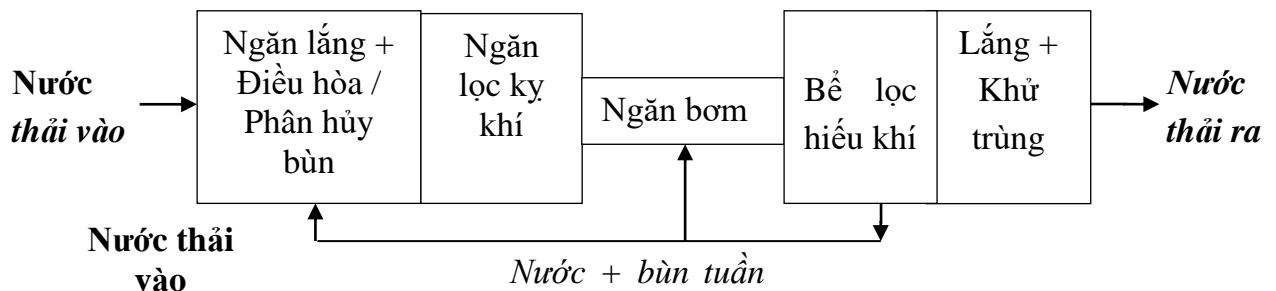 Nước
thải vào
Ngăn lắng +
Điều hòa /
Phân hủy
bùn
Ngăn
lọc kỵ
khí
Ngăn bơm
Bể lọc
hiếu khí
Lắng +
Khử
trùng
Nước
thải ra
Nước thải
vào
Nước + bùn tuần